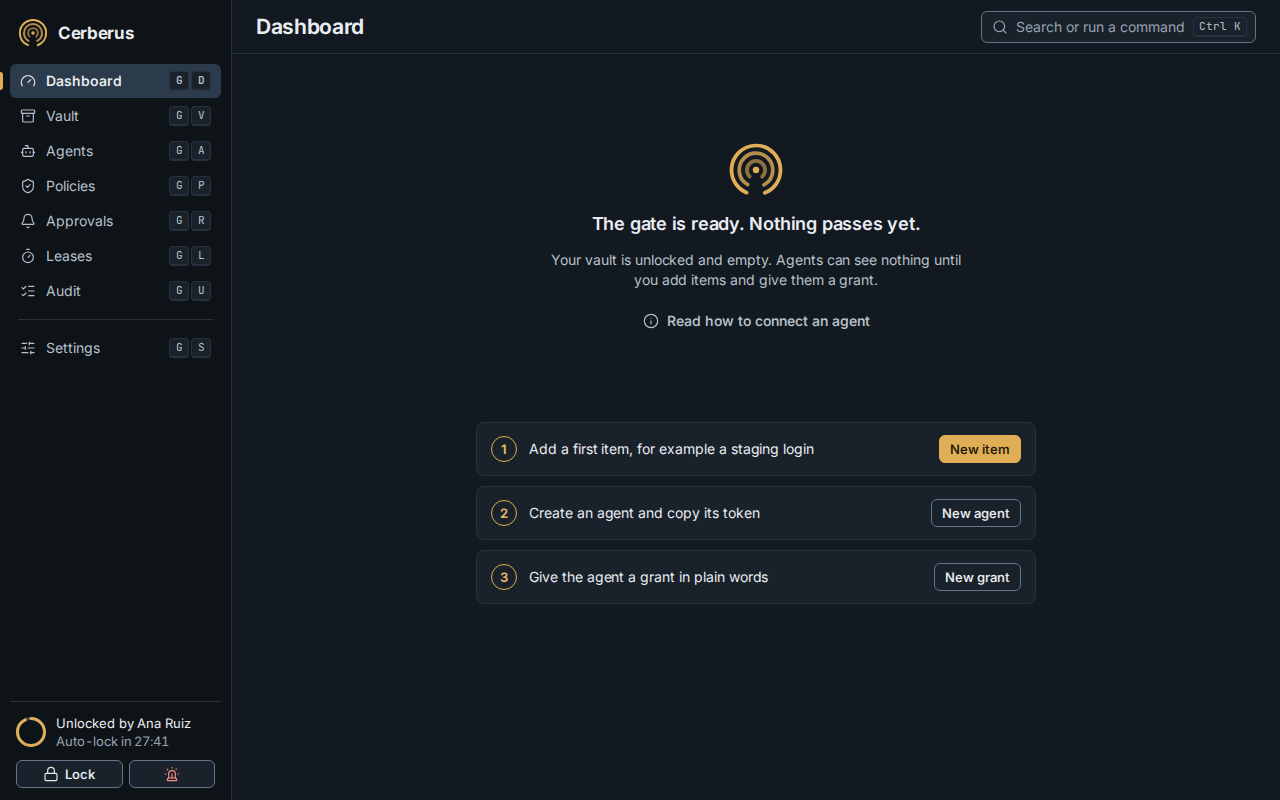 Cerberus
Dashboard G D
Vault G V
Agents G A
Policies G P
Approvals G R
Leases G L
Audit G U
Settings G S
Unlocked by Ana Ruiz
Auto-lock in 27:41
Lock
Dashboard
Search or run a command Ctrl K
The gate is ready. Nothing passes yet.
Your vault is unlocked and empty. Agents can see nothing until
you add items and give them a grant.
Read how to connect an agent
1 Add a first item, for example a staging login New item
2 Create an agent and copy its token New agent
3 Give the agent a grant in plain words New grant